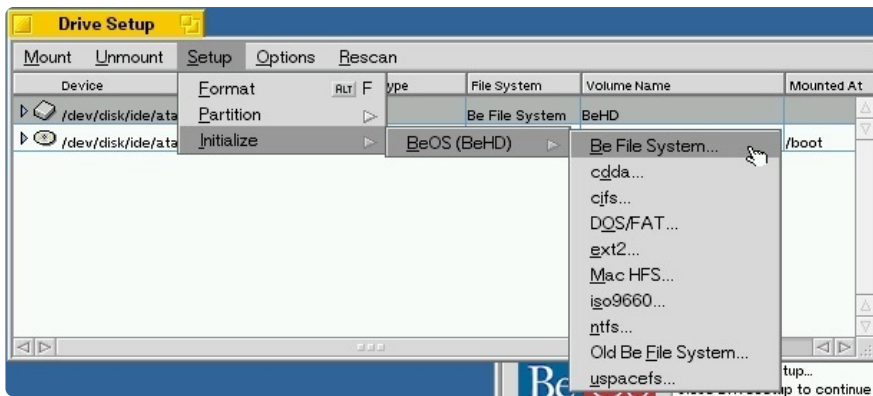 Drive Setup
Mount Unmount Setup Options Rescan
Device ype File System Volume Name Mounted At
Format ALT F
/dev/disk/ide/ata Partition Be File System BeHD
/dev/disk/ide/ata Initialize BeOS (BeHD) Be File System... /boot
cdda...
cifs...
DOS/FAT...
ext2...
Mac HFS...
iso9660...
ntfs...
Old Be File System...
uspacefs...
Be
tup...
to continue